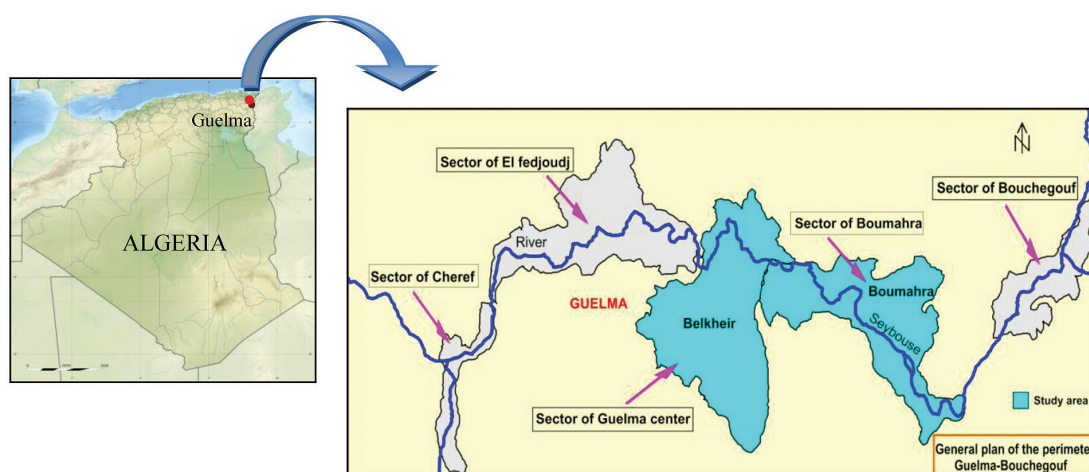 Guelma
ALGERIA
N
Sector of El fedjoudj
Sector of Bouchegouf
Sector of Boumahra
River
Sector of Cheref
GUELMA
Boumahra
Belkheir
Seybouse
Study area
Sector of Guelma center
General plan of the perimete
Guelma-Bouchegouf